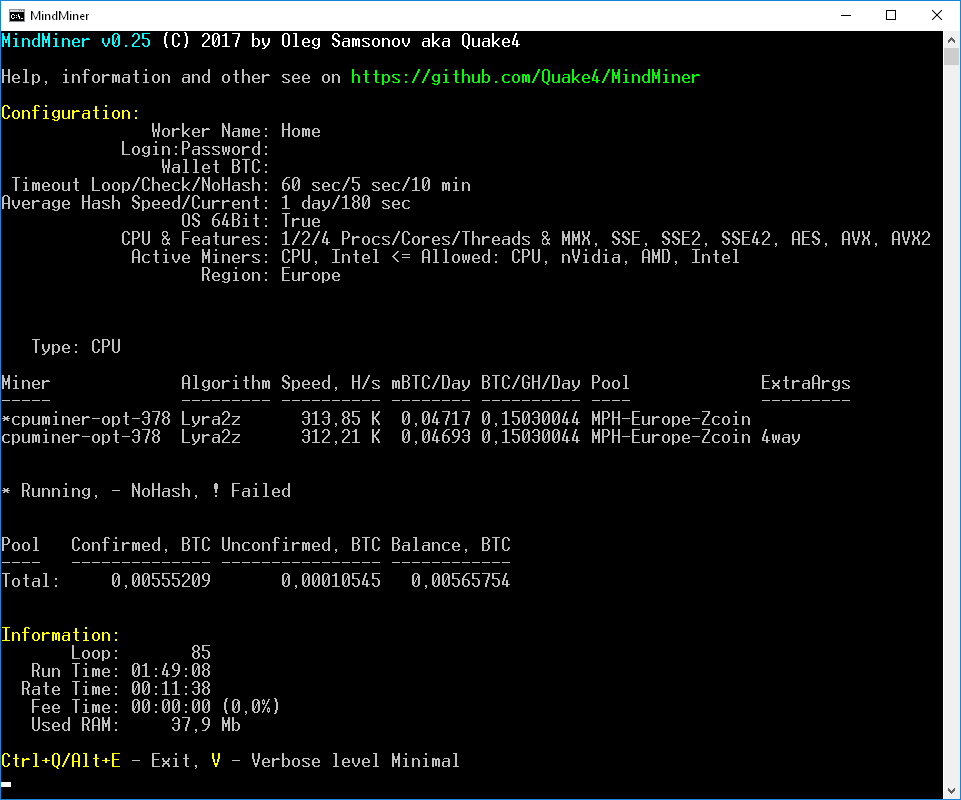 MindMiner
MindMiner v0.25 (C) 2017 by Oleg Samsonov aka Quake4
Help, information and other see on https://github.com/Quake4/MindMiner
Configuration:
Worker Name: Home
Login:Password:
Wallet BTC:
Timeout Loop/Check/NoHash: 60 sec/5 sec/10 min
Average Hash Speed/Current: 1 day/180 sec
OS 64Bit: True
CPU & Features: 1/2/4 Procs/Cores/Threads & MMX, SSE, SSE2, SSE42, AES, AVX, AVX2
Active Miners: CPU, Intel <= Allowed: CPU, nVidia, AMD, Intel
Region: Europe
Type: CPU
Miner Algorithm Speed, H/s mBTC/Day BTC/GH/Day Pool ExtraArgs
----- --------- ---------- -------- ---------- ---- ---------
*cpuminer-opt-378 Lyra2z 313,85 K 0,04717 0,15030044 MPH-Europe-Zcoin
cpuminer-opt-378 Lyra2z 312,21 K 0,04693 0,15030044 MPH-Europe-Zcoin 4way
* Running, - NoHash, ! Failed
Pool Confirmed, BTC Unconfirmed, BTC Balance, BTC
---- -------------- ---------------- ------------
Total: 0,00555209 0,00010545 0,00565754
Information:
Loop: 85
Run Time: 01:49:08
Rate Time: 00:11:38
Fee Time: 00:00:00 (0,0%)
Used RAM: 37,9 Mb
Ctrl+Q/Alt+E - Exit, V - Verbose level Minimal